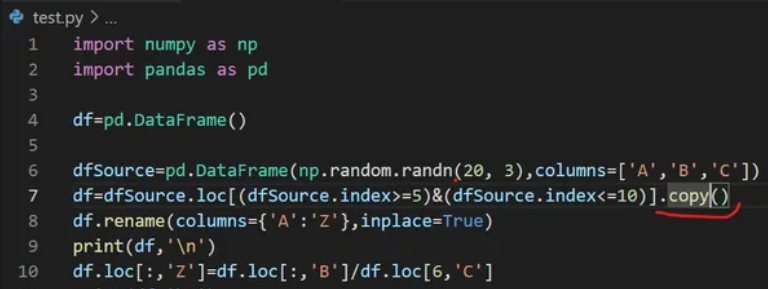 test.py > ...
1 import numpy as np
2 import pandas as pd
3
4 df=pd.DataFrame()
5
6 dfSource=pd.DataFrame(np.random.randn(20, 3),columns=['A','B','C'])
7 df=dfSource.loc[(dfSource.index>=5)&(dfSource.index<=10)].copy()
8 df.rename(columns={'A':'Z'},inplace=True)
9 print(df,'\n')
10 df.loc[:,'Z']=df.loc[:,'B']/df.loc[6,'C']